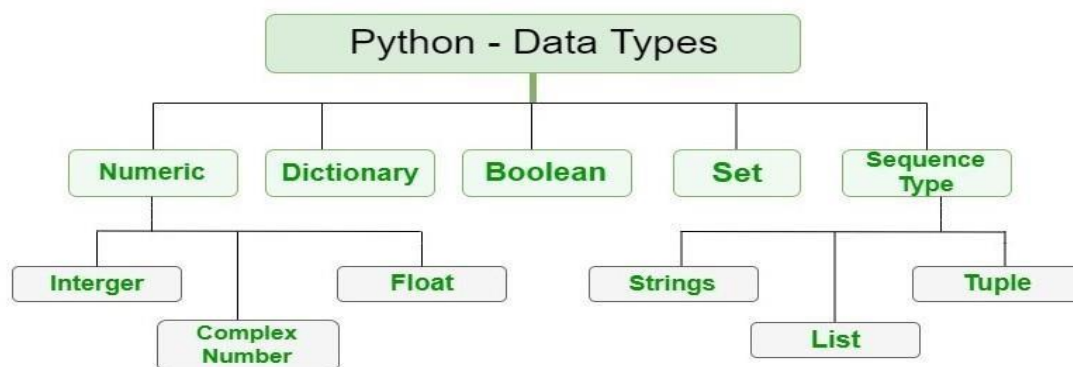 Python - Data Types
Numeric
Dictionary
Boolean
Set
Sequence
Type
Interger
Complex
Number
Float
Strings
List
Tuple